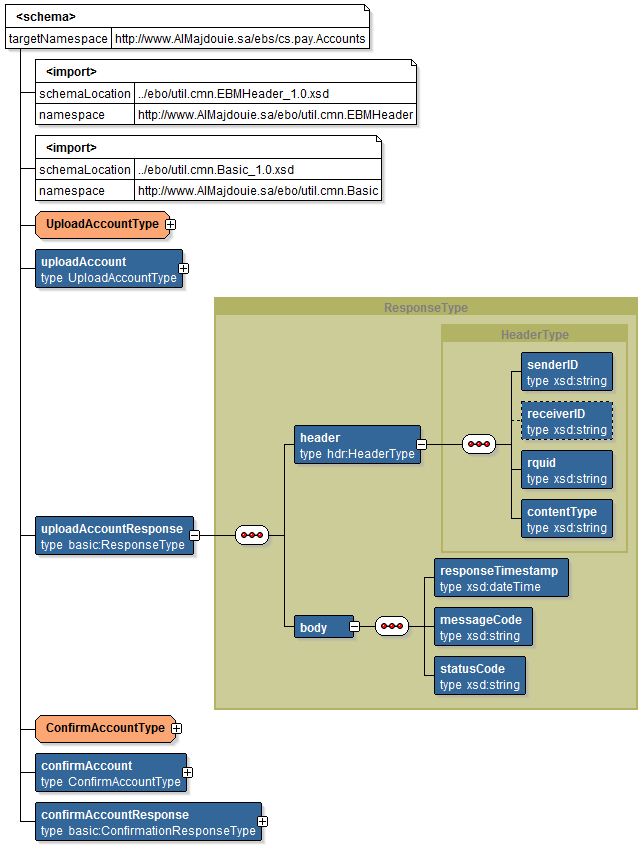 <schema>
targetNamespace http://www.AlMajdouie.sa/ebs/cs.pay.Accounts
<import>
schemaLocation ../ebo/util.cmn.EBMHeader_1.0.xsd
namespace http://www.AlMajdouie.sa/ebo/util.cmn.EBMHeader
<import>
schemaLocation ../ebo/util.cmn.Basic_1.0.xsd
namespace http://www.AlMajdouie.sa/ebo/util.cmn.Basic
UploadAccountType
uploadAccount
type UploadAccountType
uploadAccountResponse
type basic:ResponseType
ResponseType
header
type hdr:HeaderType
HeaderType
senderID
type xsd:string
receiverID
type xsd:string
rquid
type xsd:string
contentType
type xsd:string
body
responseTimestamp
type xsd:dateTime
messageCode
type xsd:string
statusCode
type xsd:string
ConfirmAccountType
confirmAccount
type ConfirmAccountType
confirmAccountResponse
type basic:ConfirmationResponseType